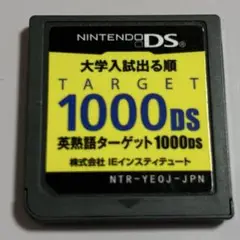 NINTENDO DS
大学入試出る順
TARGET
1000DS
英熟語ターゲット1000DS
株式会社 IEインスティテュート
NTR-YEOJ-JPN